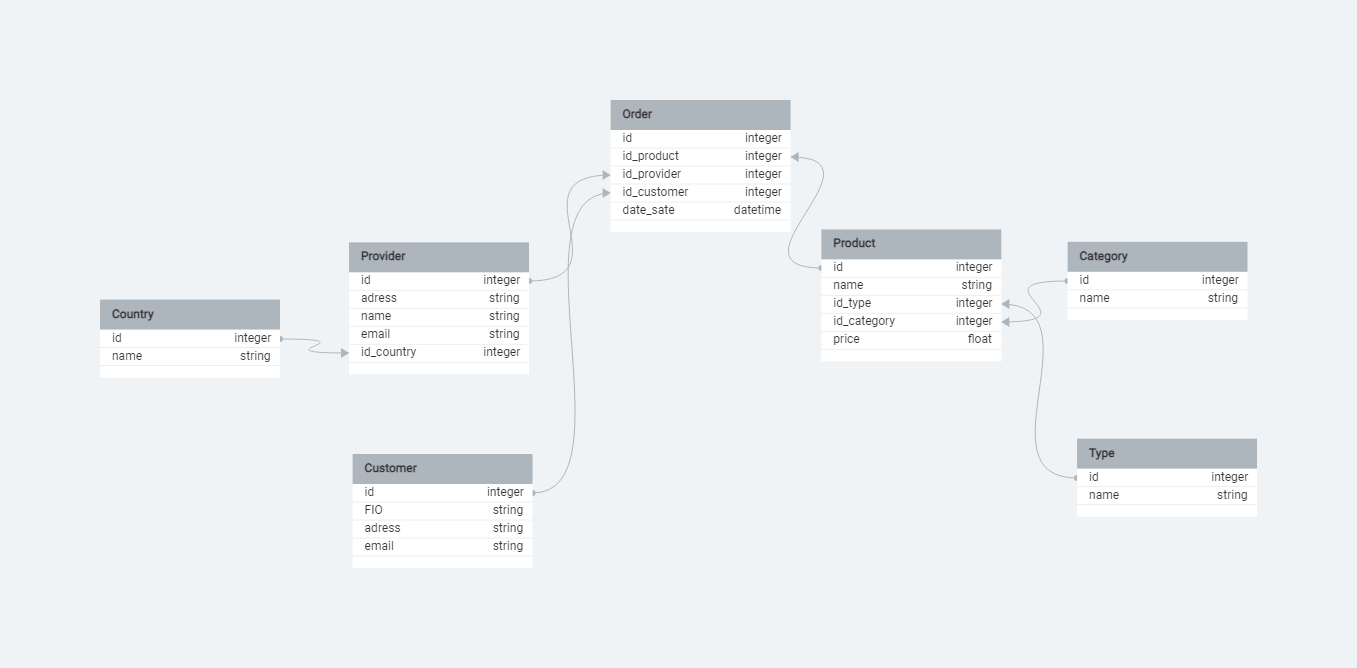 Order
id integer
id_product integer
id_provider integer
id_customer integer
date_sate datetime
Provider
id integer
adress string
name string
email string
id_country integer
Country
id integer
name string
Customer
id integer
FIO string
adress string
email string
Product
id integer
name string
id_type integer
id_category integer
price float
Category
id integer
name string
Type
id integer
name string